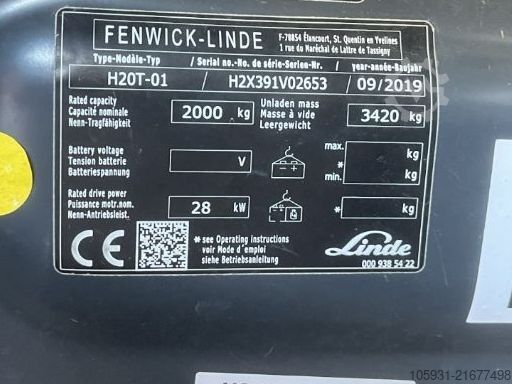 FENWICK-LINDE
F-78854 Élancourt, St. Quentin en Yvelines
1 rue du Maréchal de Lattre de Tassigny
Type-Modèle-Typ / Serial no.-No. de série-Serien-Nr. / year-année-Baujahr
H20T-01 / H2X391V02653 / 09/2019
Rated capacity
Capacité nominale
Nenn-Tragfähigkeit
2000 kg
Unladen mass
Masse à vide
Leergewicht
3420 kg
Battery voltage
Tension batterie
Batteriespannung
V
- +
max. kg
*
min. kg
Rated drive power
Puissance motr.nom.
Nenn-Antriebsleist.
28 kW
* kg
CE
* see Operating instructions
voir Mode d´emploi
siehe Betriebsanleitung
Linde
000 938 54 22
105931-21677498